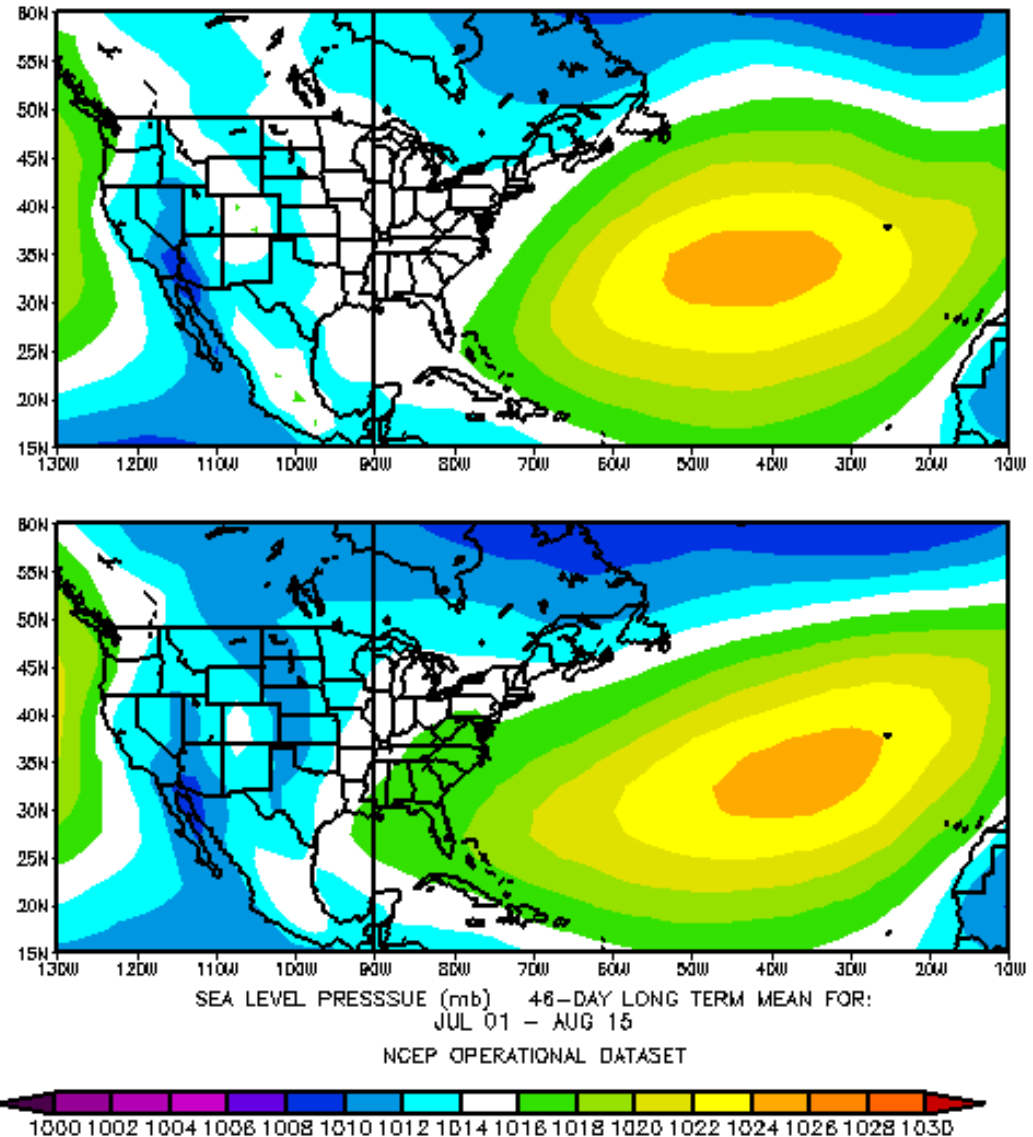 60N
55N
50N
45N
40N
35N
30N
25N
20N
15N
130W 120W 110W 100W 90W 80W 70W 60W 50W 40W 30W 20W 10W
60N
55N
50N
45N
40N
35N
30N
25N
20N
15N
130W 120W 110W 100W 90W 80W 70W 60W 50W 40W 30W 20W 10W
SEA LEVEL PRESSSUE (mb) 46-DAY LONG TERM MEAN FOR:
JUL 01 - AUG 15
NCEP OPERATIONAL DATASET
1000 1002 1004 1006 1008 1010 1012 1014 1016 1018 1020 1022 1024 1026 1028 1030